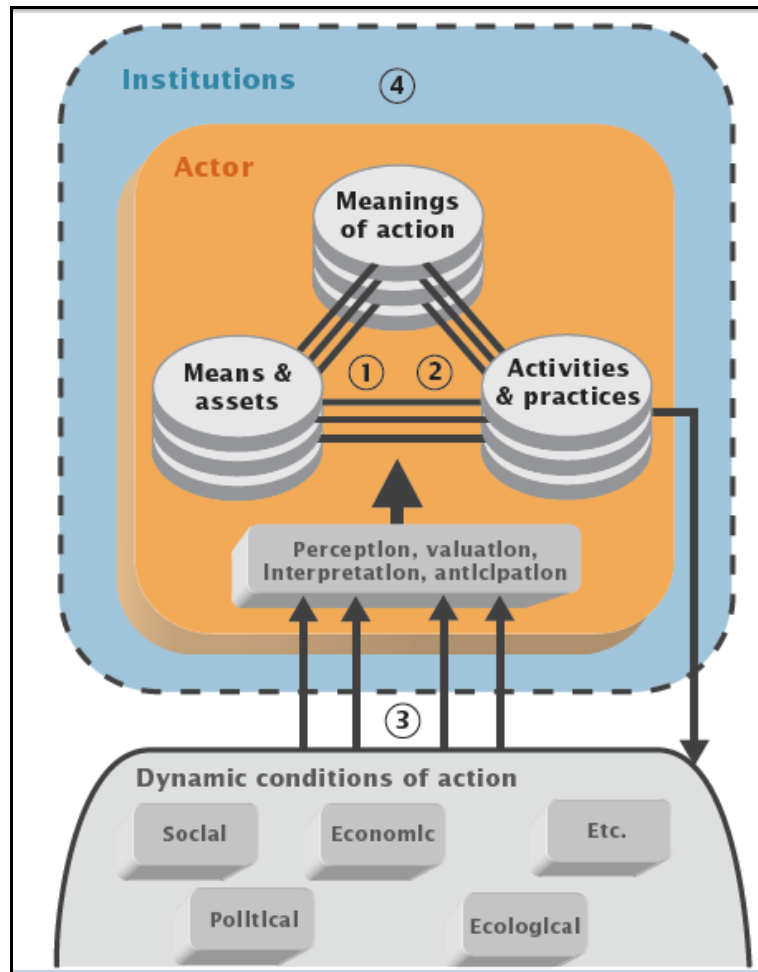 Institutions
④
Actor
Meanings
of action
Means &
assets
①
②
Activities
& practices
Perception, valuation,
interpretation, anticipation
③
Dynamic conditions of action
Social
Economic
Etc.
Political
Ecological